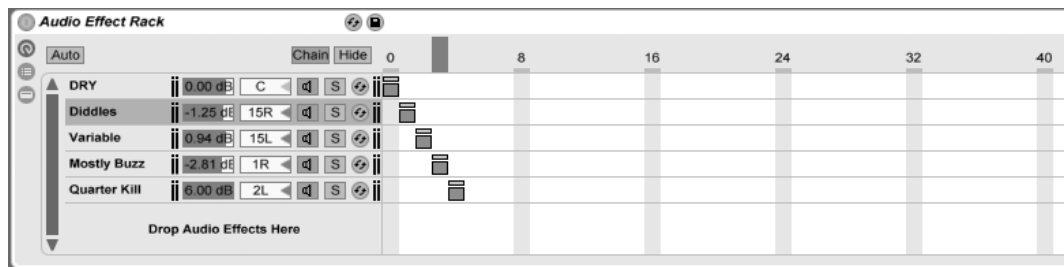 Audio Effect Rack
Auto Chain Hide 0 8 16 24 32 40
DRY 0.00 dB C S
Diddles -1.25 dB 15R S
Variable 0.94 dB 15L S
Mostly Buzz -2.81 dB 1R S
Quarter Kill 6.00 dB 2L S
Drop Audio Effects Here